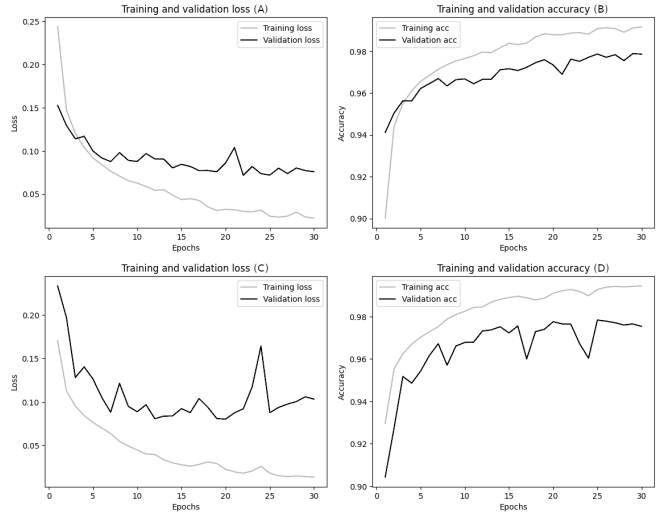 Training and validation loss (A)
0.25
0.20
0.15
0.10
0.05
Loss
Training loss
Validation loss
0 5 10 15 20 25 30
Epochs
Training and validation accuracy (B)
0.98
0.96
0.94
0.92
0.90
Accuracy
Training acc
Validation acc
0 5 10 15 20 25 30
Epochs
Training and validation loss (C)
0.20
0.15
0.10
0.05
Loss
Training loss
Validation loss
0 5 10 15 20 25 30
Epochs
Training and validation accuracy (D)
0.98
0.96
0.94
0.92
0.90
Accuracy
Training acc
Validation acc
0 5 10 15 20 25 30
Epochs